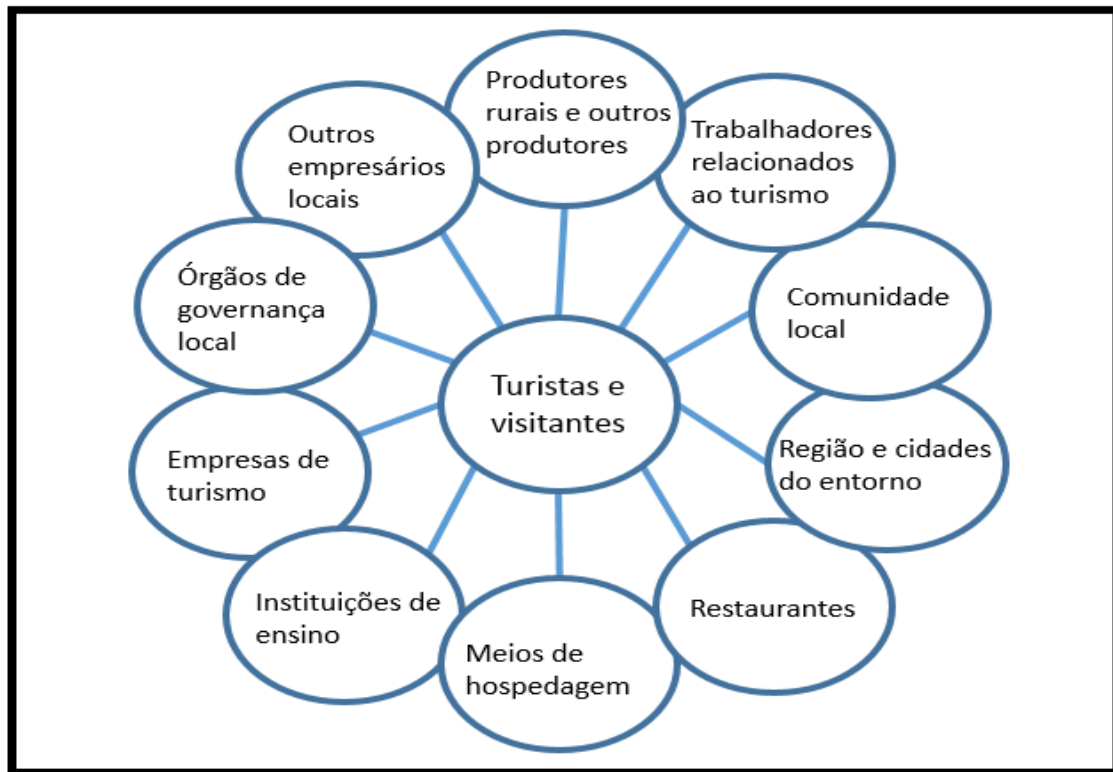 Produtores
rurais e outros
produtores
Trabalhadores
relacionados
ao turismo
Comunidade
local
Região e cidades
do entorno
Restaurantes
Meios de
hospedagem
Instituições de
ensino
Empresas de
turismo
Órgãos de
governança
local
Outros
empresários
locais
Turistas e
visitantes